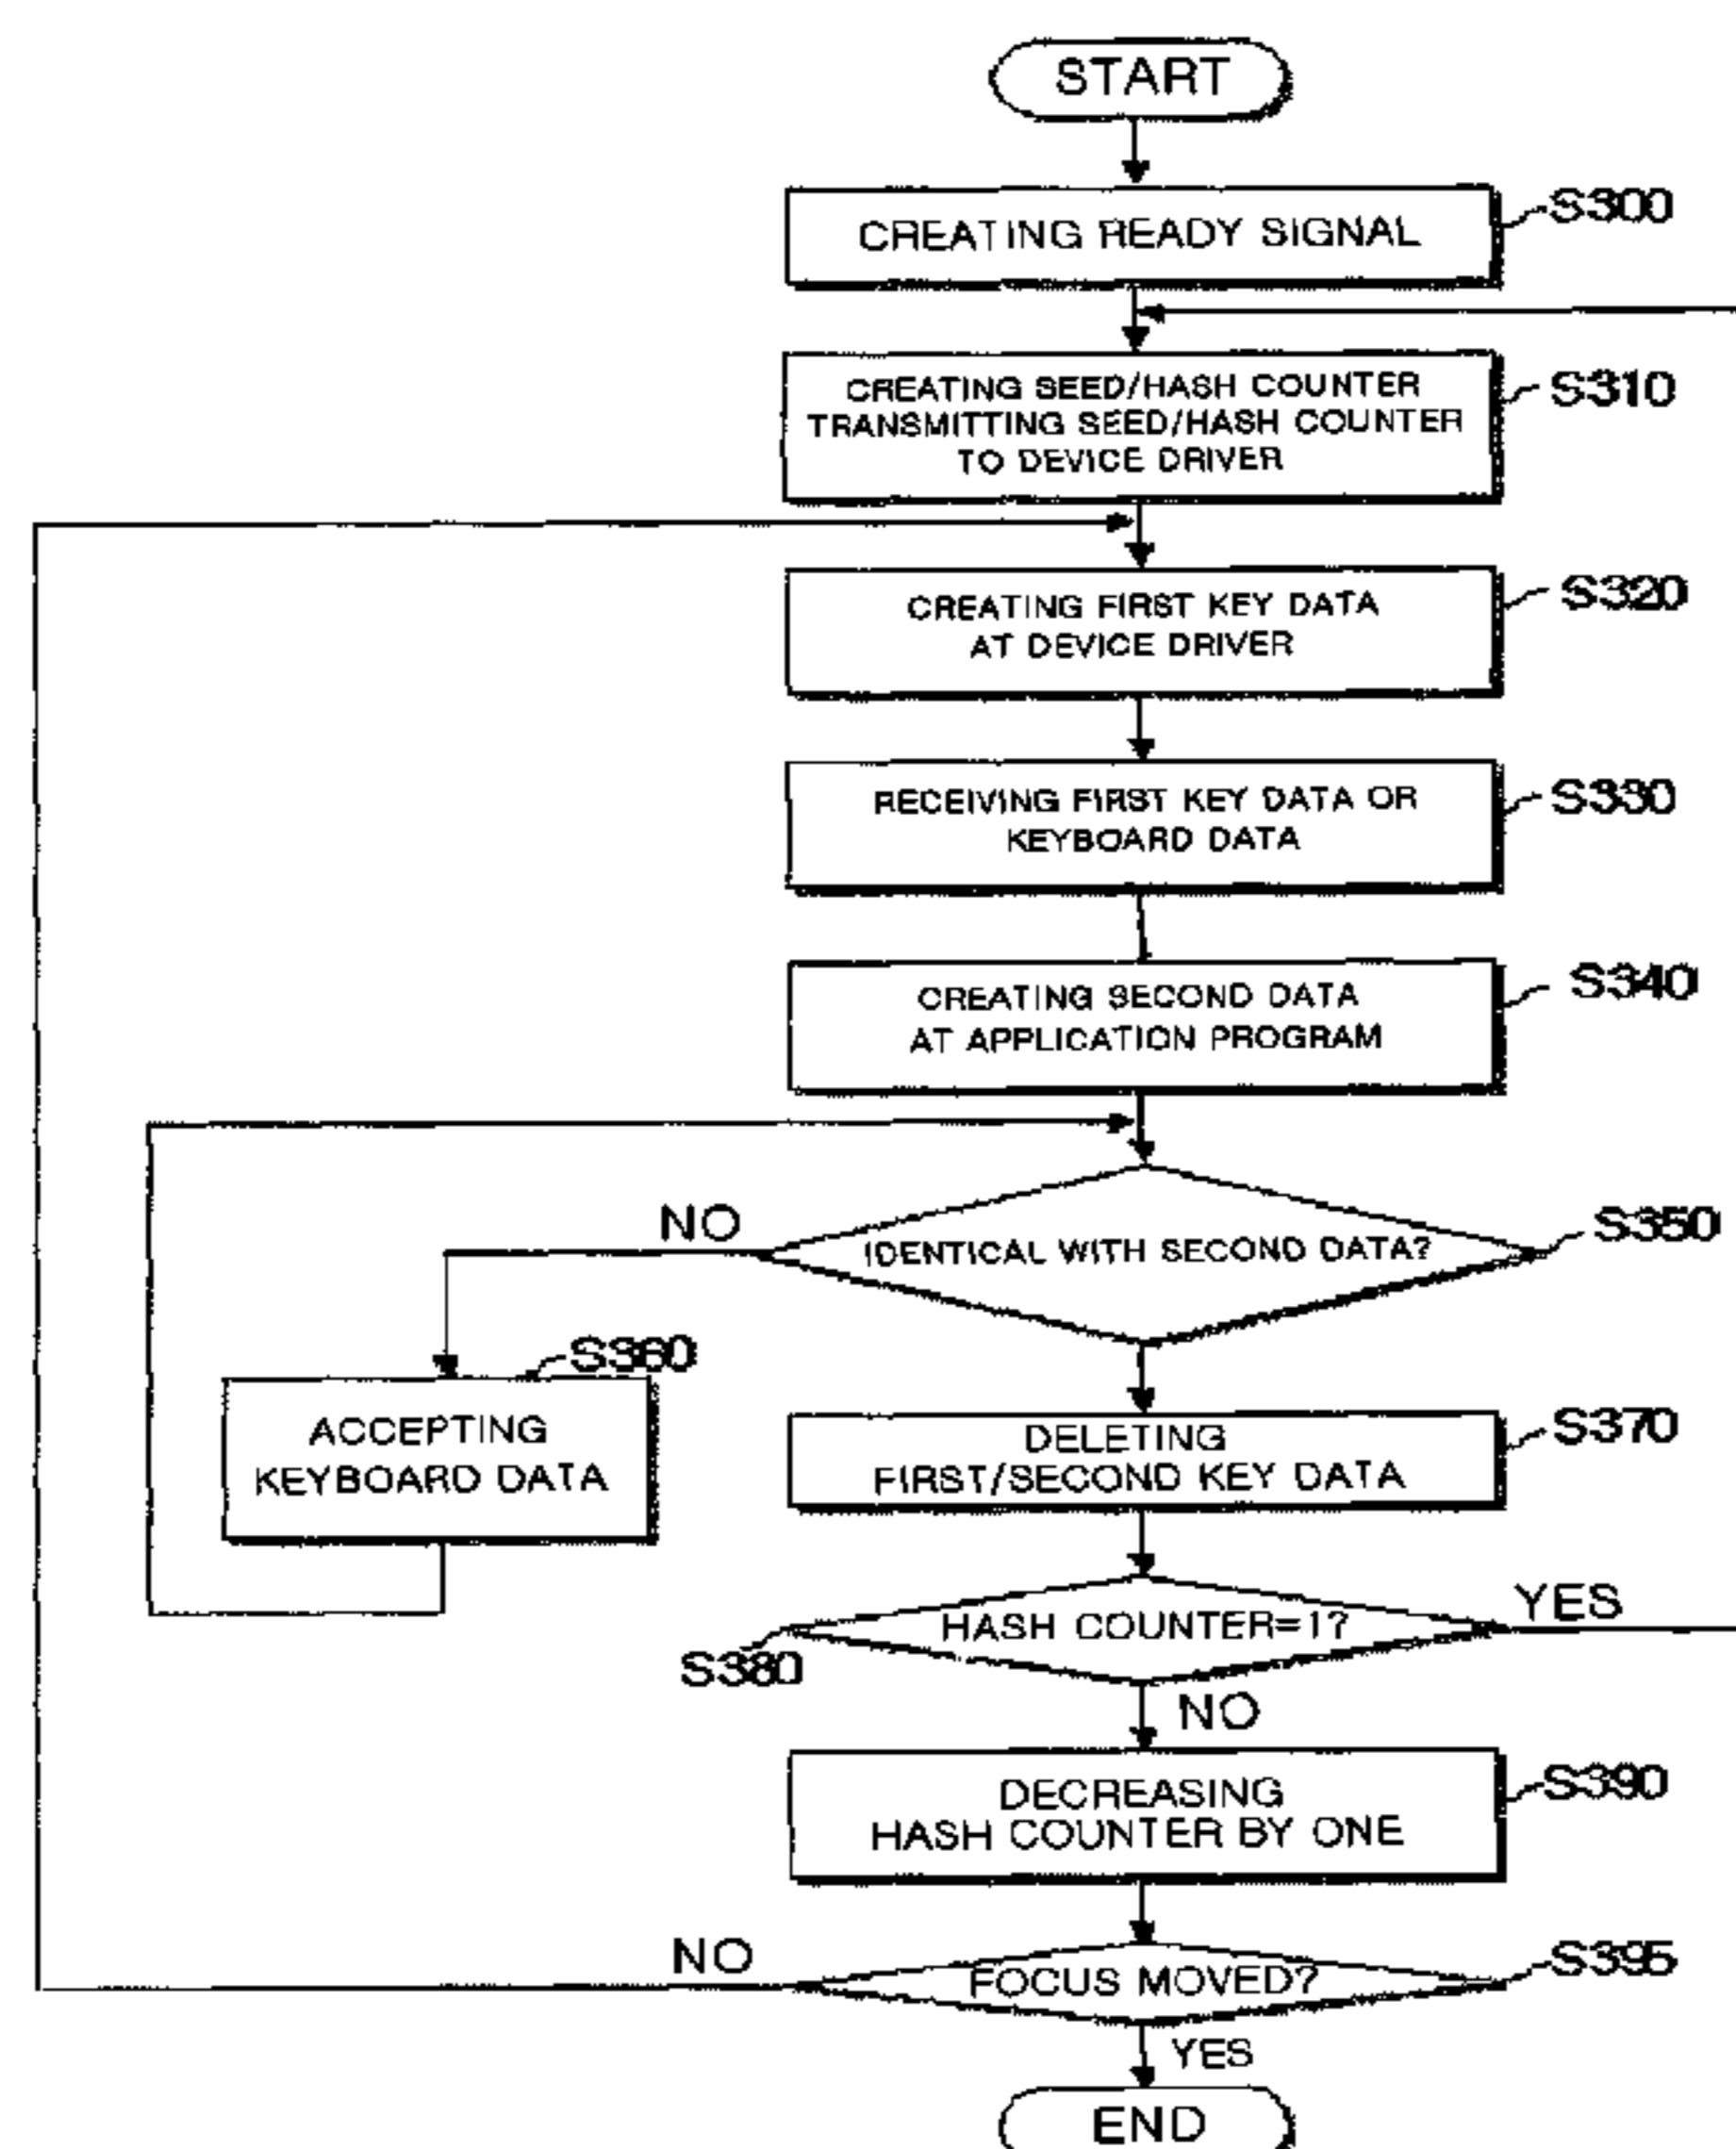 START
CREATING READY SIGNAL
S300
CREATING SEED/HASH COUNTER
TRANSMITTING SEED/HASH COUNTER
TO DEVICE DRIVER
S310
CREATING FIRST KEY DATA
AT DEVICE DRIVER
S320
RECEIVING FIRST KEY DATA OR
KEYBOARD DATA
S330
CREATING SECOND DATA
AT APPLICATION PROGRAM
S340
NO
IDENTICAL WITH SECOND DATA?
S350
S360
ACCEPTING
KEYBOARD DATA
DELETING
FIRST/SECOND KEY DATA
S370
HASH COUNTER=1?
YES
S380
NO
DECREASING
HASH COUNTER BY ONE
S390
NO
FOCUS MOVED?
S395
YES
END